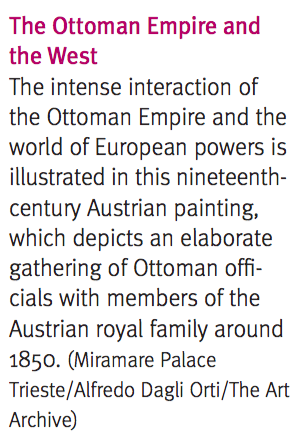 The Ottoman Empire and
the West
The intense interaction of
the Ottoman Empire and the
world of European powers is
illustrated in this nineteenth-
century Austrian painting,
which depicts an elaborate
gathering of Ottoman offi-
cials with members of the
Austrian royal family around
1850. (Miramare Palace
Trieste/Alfredo Dagli Orti/The Art
Archive)